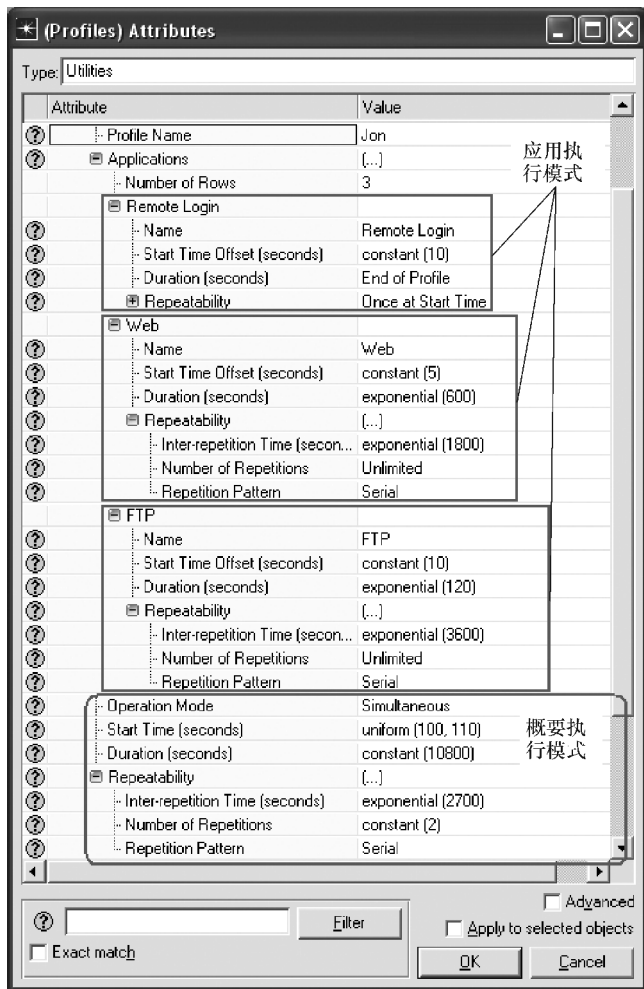 (Profiles) Attributes
Type: Utilities
Attribute Value
Profile Name Jon
Applications (...)
Number of Rows 3
应用执
行模式
Remote Login
Name Remote Login
Start Time Offset (seconds) constant (10)
Duration (seconds) End of Profile
Repeatability Once at Start Time
Web
Name Web
Start Time Offset (seconds) constant (5)
Duration (seconds) exponential (600)
Repeatability (...)
Inter-repetition Time (secon... exponential (1800)
Number of Repetitions Unlimited
Repetition Pattern Serial
FTP
Name FTP
Start Time Offset (seconds) constant (10)
Duration (seconds) exponential (120)
Repeatability (...)
Inter-repetition Time (secon... exponential (3600)
Number of Repetitions Unlimited
Repetition Pattern Serial
Operation Mode Simultaneous
Start Time (seconds) uniform (100, 110)
Duration (seconds) constant (10800)
概要执
行模式
Repeatability (...)
Inter-repetition Time (seconds) exponential (2700)
Number of Repetitions constant (2)
Repetition Pattern Serial
Advanced
Filter
Apply to selected objects
Exact match
OK Cancel